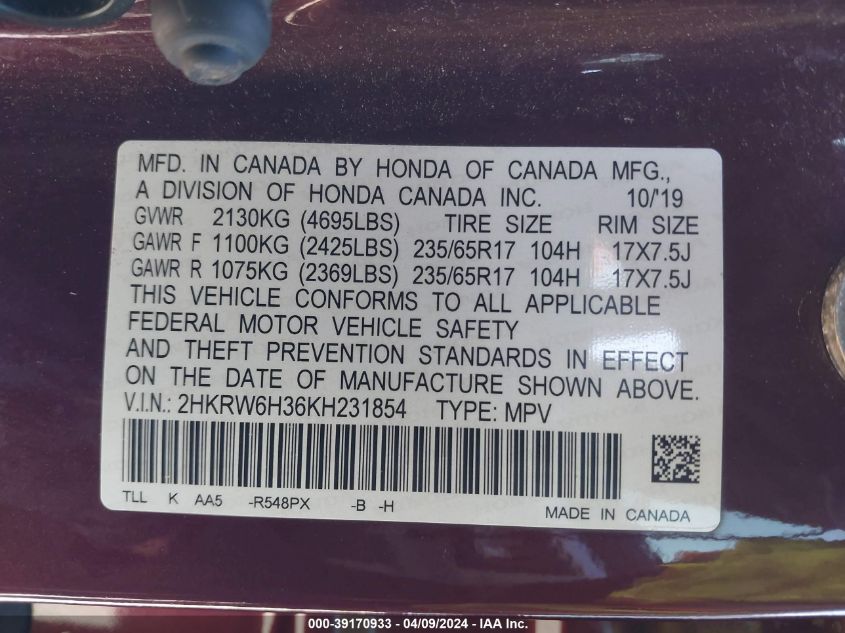 MFD. IN CANADA BY HONDA OF CANADA MFG.,
A DIVISION OF HONDA CANADA INC. 10/'19
GVWR 2130KG (4695LBS) TIRE SIZE RIM SIZE
GAWR F 1100KG (2425LBS) 235/65R17 104H 17X7.5J
GAWR R 1075KG (2369LBS) 235/65R17 104H 17X7.5J
THIS VEHICLE CONFORMS TO ALL APPLICABLE
FEDERAL MOTOR VEHICLE SAFETY
AND THEFT PREVENTION STANDARDS IN EFFECT
ON THE DATE OF MANUFACTURE SHOWN ABOVE.
V.I.N.: 2HKRW6H36KH231854 TYPE: MPV
TLL K AA5 -R548PX -B -H
MADE IN CANADA
000-39170933 - 04/09/2024 - IAA Inc.